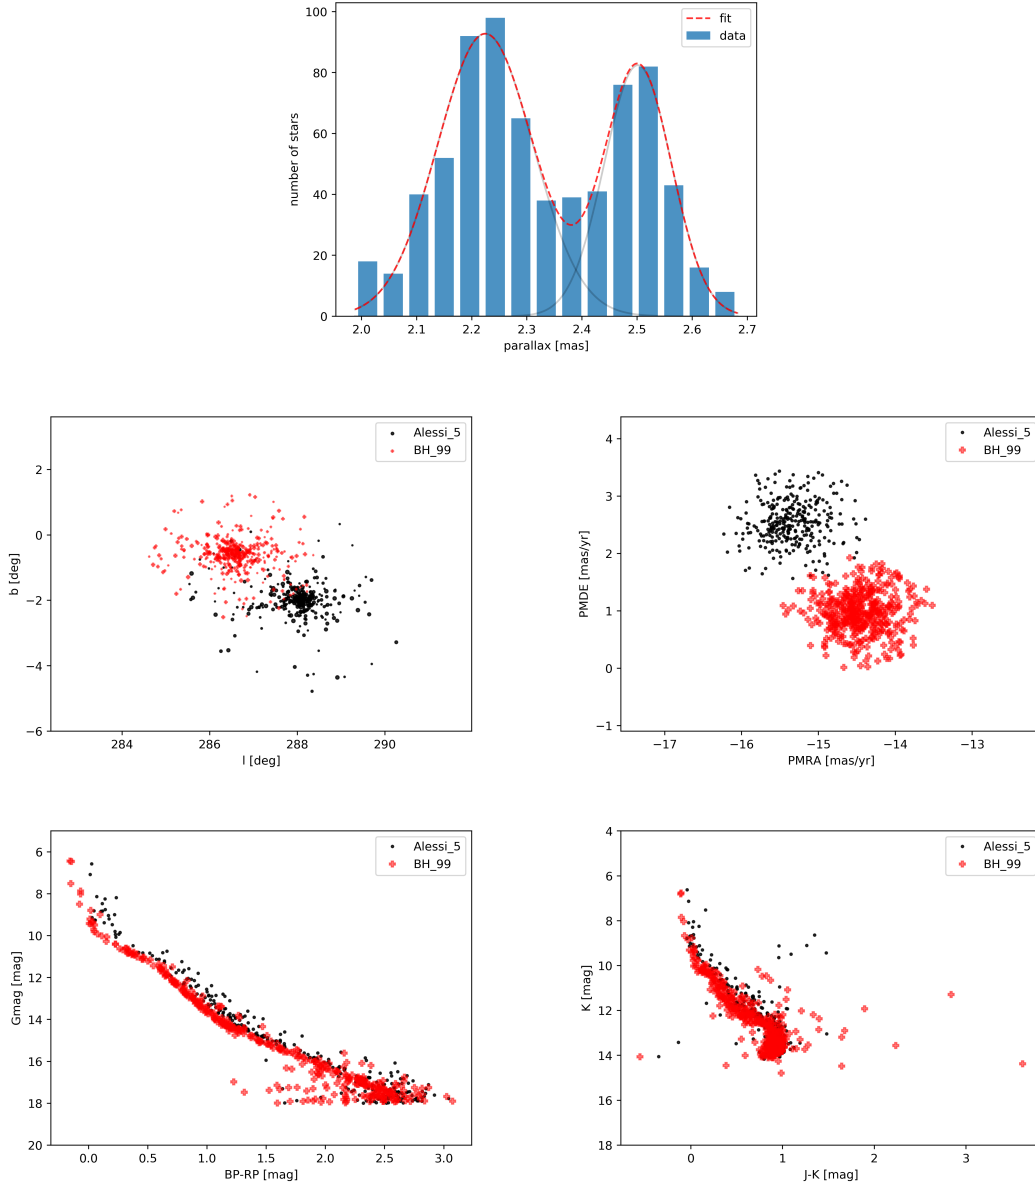 100
80
60
40
20
0
number of stars
fit
data
2.0 2.1 2.2 2.3 2.4 2.5 2.6 2.7
parallax [mas]
2
0
−2
−4
−6
b [deg]
Alessi_5
BH_99
284 286 288 290
l [deg]
4
3
2
1
0
−1
PMDE [mas/yr]
Alessi_5
BH_99
−17 −16 −15 −14 −13
PMRA [mas/yr]
6
8
10
12
14
16
18
20
Gmag [mag]
Alessi_5
BH_99
0.0 0.5 1.0 1.5 2.0 2.5 3.0
BP-RP [mag]
4
6
8
10
12
14
16
18
K [mag]
Alessi_5
BH_99
0 1 2 3
J-K [mag]